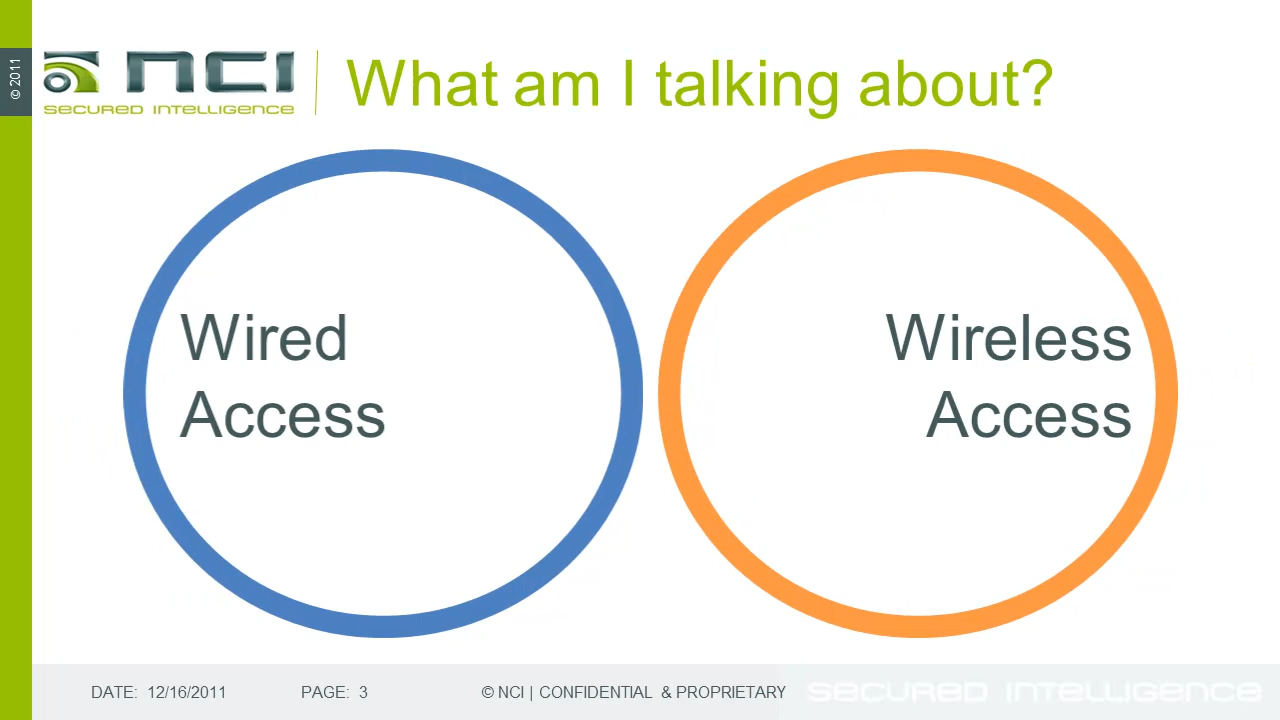 © 2011
NCI
SECURED INTELLIGENCE
What am I talking about?
Wired
Access
Wireless
Access
DATE: 12/16/2011 PAGE: 3 © NCI | CONFIDENTIAL & PROPRIETARY SECURED INTELLIGENCE